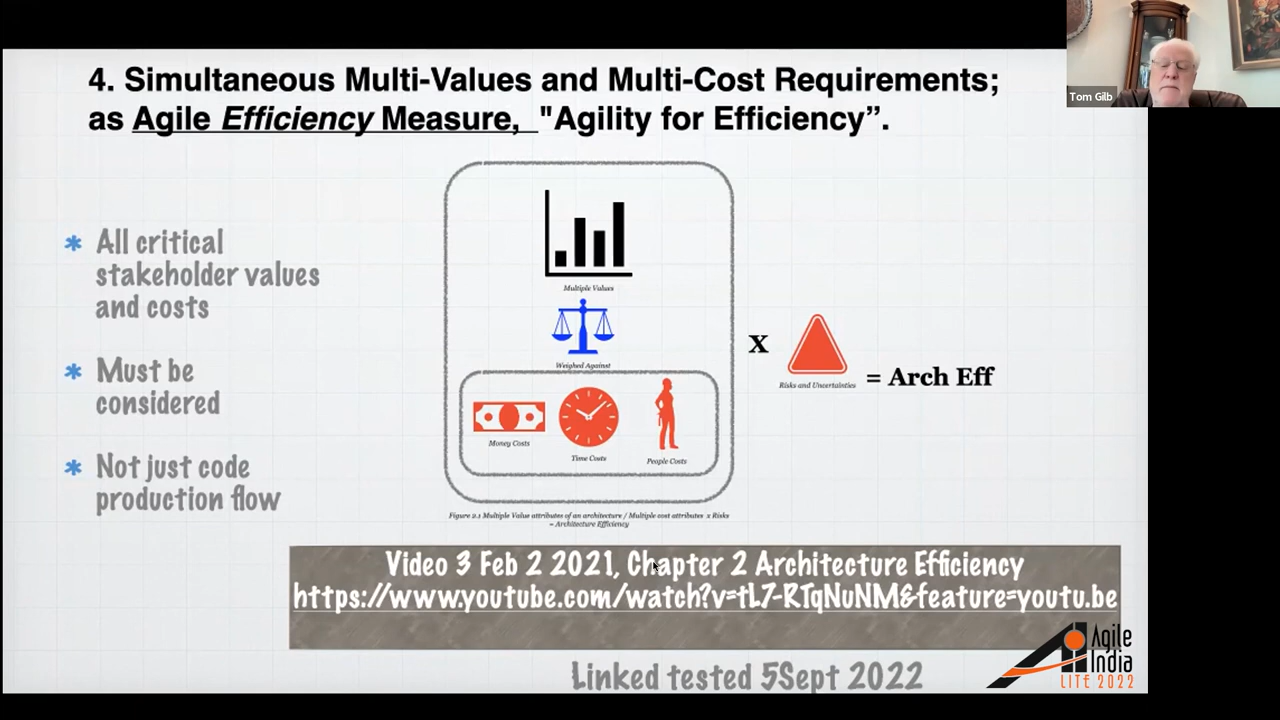 Tom Gilb
4. Simultaneous Multi-Values and Multi-Cost Requirements;
as Agile Efficiency Measure, "Agility for Efficiency”.
* All critical
stakeholder values
and costs
* Must be
considered
* Not just code
production flow
Multiple Values
Weighed Against
Money Costs
Time Costs
People Costs
X
Risks and Uncertainties
= Arch Eff
Figure 2.1 Multiple Value attributes of an architecture / Multiple cost attributes x Risks
= Architecture Efficiency
Video 3 Feb 2 2021, Chapter 2 Architecture Efficiency
https://www.youtube.com/watch?v=tL7-RTqNuNM&feature=youtu.be
Linked tested 5Sept 2022
Agile
India
LITE 2022